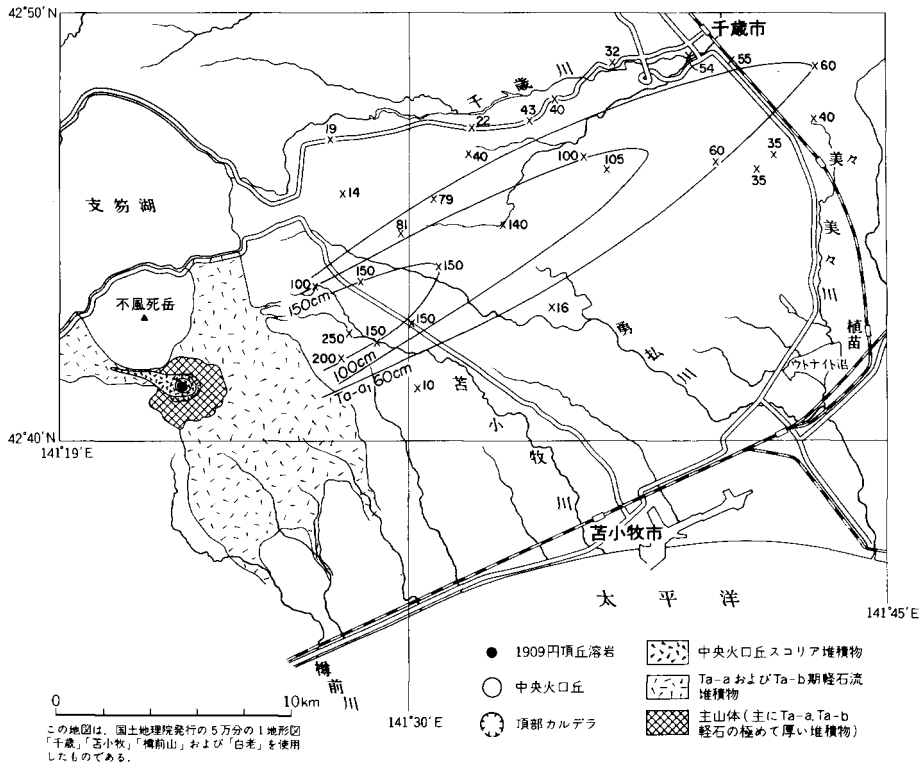 42°50'N
千歳市
32
54
55
60
千歳川
40
43
22
40
19
40
100
105
60
35
35
美々
14
79
81
140
支笏湖
美々川
100
150
150
150cm
不風死岳
16
勇払川
植苗
250
150
150
200
100cm
ウトナイト沼
10
Ta-a₁ 60cm
苫小牧川
42°40'N
141°19'E
苫小牧市
太平洋
141°45'E
樽前川
141°30'E
0 10km
この地図は、国土地理院発行の5万分の1地形図
「千歳」「苫小牧」「樽前山」および「白老」を使用
したものである.
1909円頂丘溶岩
中央火口丘
頂部カルデラ
中央火口丘スコリア堆積物
Ta-aおよびTa-b期軽石流
堆積物
主山体(主にTa-a,Ta-b
軽石の極めて厚い堆積物)